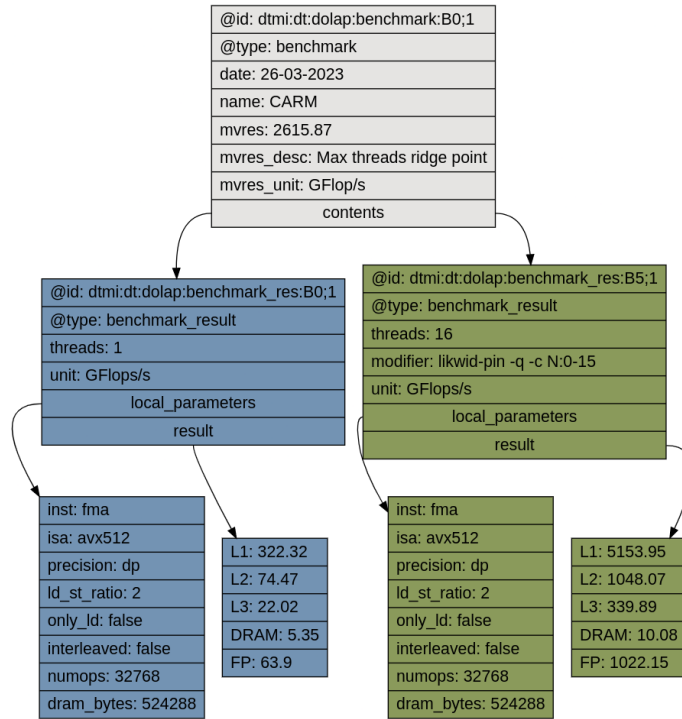 @id: dtmi:dt:dolap:benchmark:B0;1
@type: benchmark
date: 26-03-2023
name: CARM
mvres: 2615.87
mvres_desc: Max threads ridge point
mvres_unit: GFlop/s
contents
@id: dtmi:dt:dolap:benchmark_res:B0;1
@type: benchmark_result
threads: 1
unit: GFlops/s
local_parameters
result
@id: dtmi:dt:dolap:benchmark_res:B5;1
@type: benchmark_result
threads: 16
modifier: likwid-pin -q -c N:0-15
unit: GFlops/s
local_parameters
result
inst: fma
isa: avx512
precision: dp
ld_st_ratio: 2
only_ld: false
interleaved: false
numops: 32768
dram_bytes: 524288
L1: 322.32
L2: 74.47
L3: 22.02
DRAM: 5.35
FP: 63.9
inst: fma
isa: avx512
precision: dp
ld_st_ratio: 2
only_ld: false
interleaved: false
numops: 32768
dram_bytes: 524288
L1: 5153.95
L2: 1048.07
L3: 339.89
DRAM: 10.08
FP: 1022.15